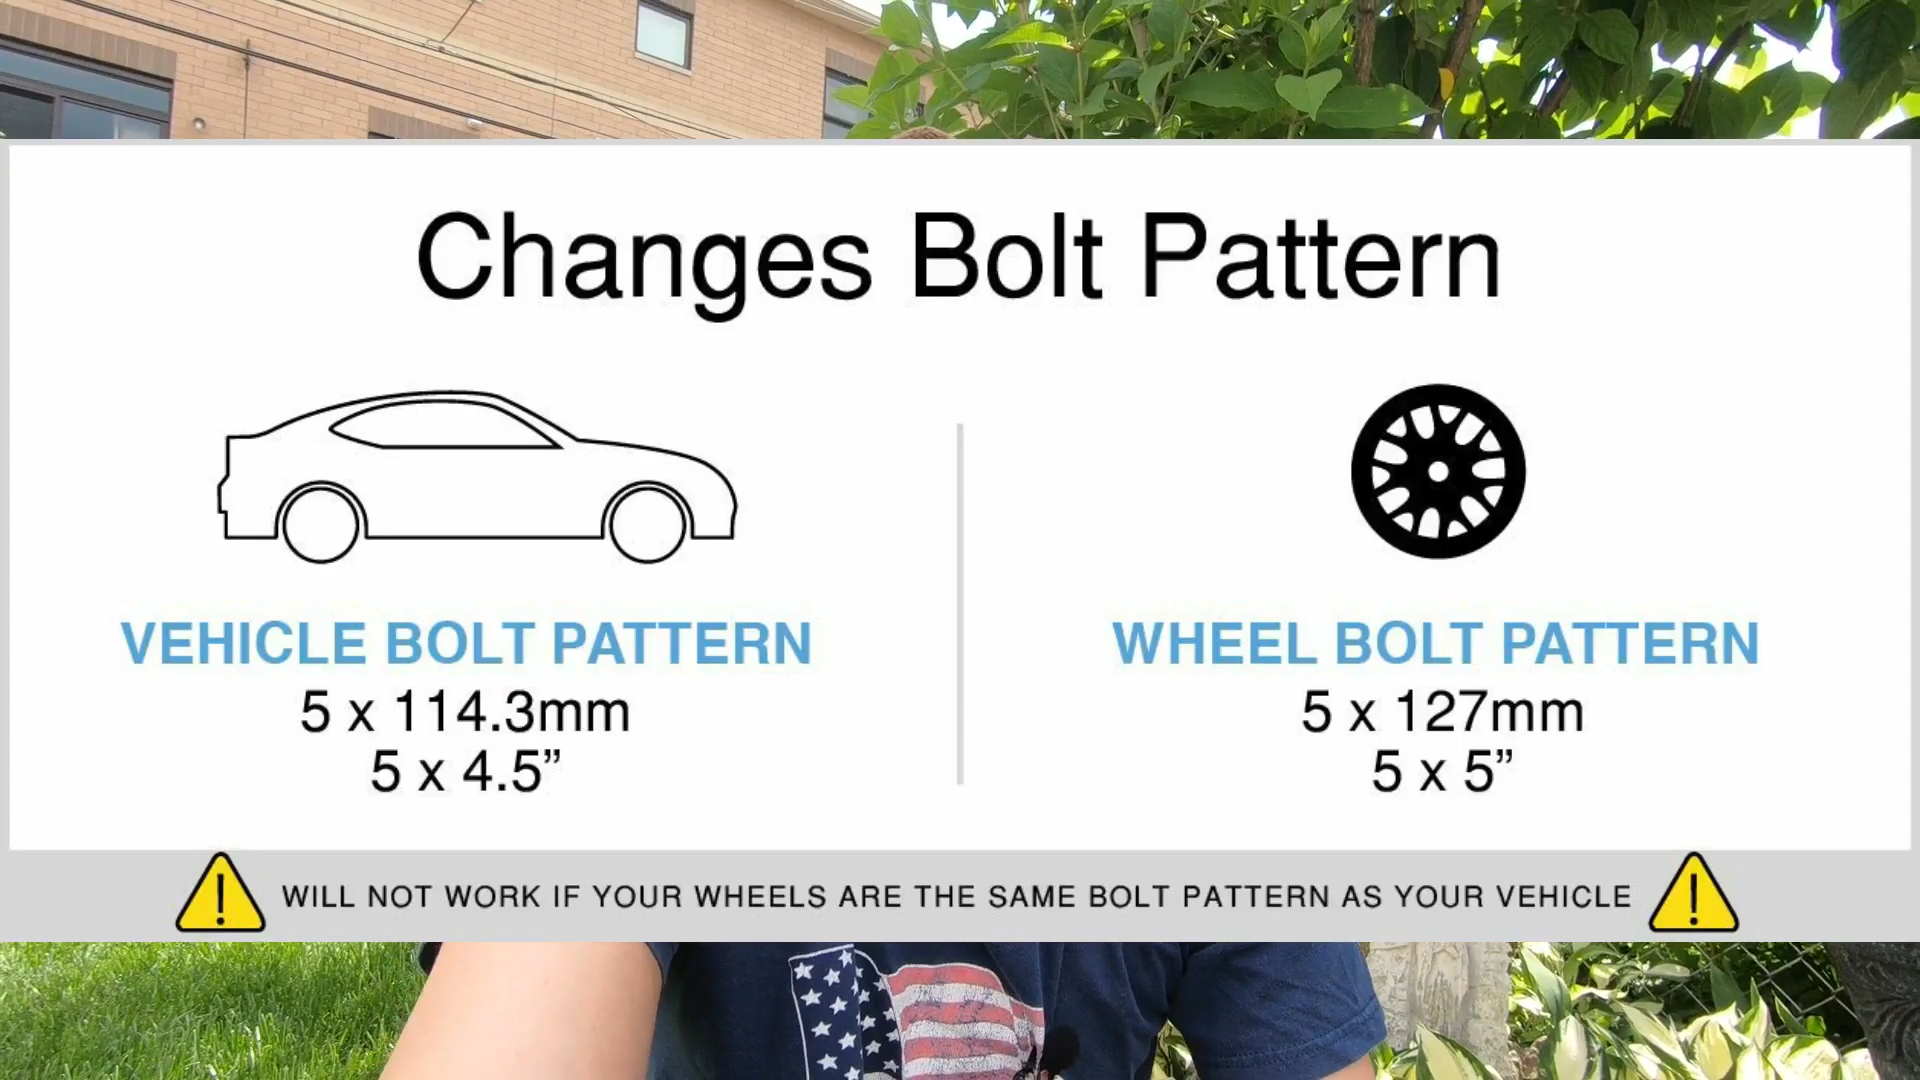 Changes Bolt Pattern
VEHICLE BOLT PATTERN
5 x 114.3mm
5 x 4.5”
WHEEL BOLT PATTERN
5 x 127mm
5 x 5”
WILL NOT WORK IF YOUR WHEELS ARE THE SAME BOLT PATTERN AS YOUR VEHICLE